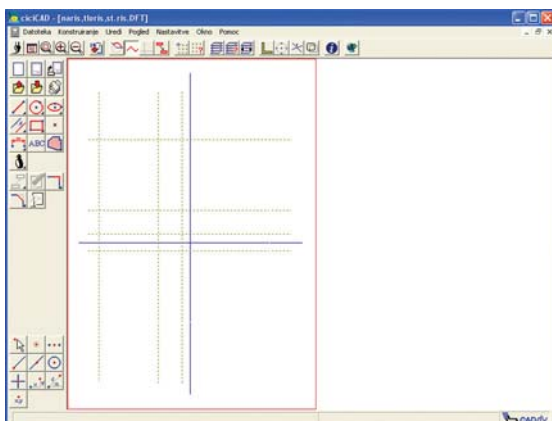 ciciCAD - [naris,tloris,st.ris.DFT]
Datoteka Konstruiranje Uredi Pogled Nastavitve Okno Pomoc
ABC